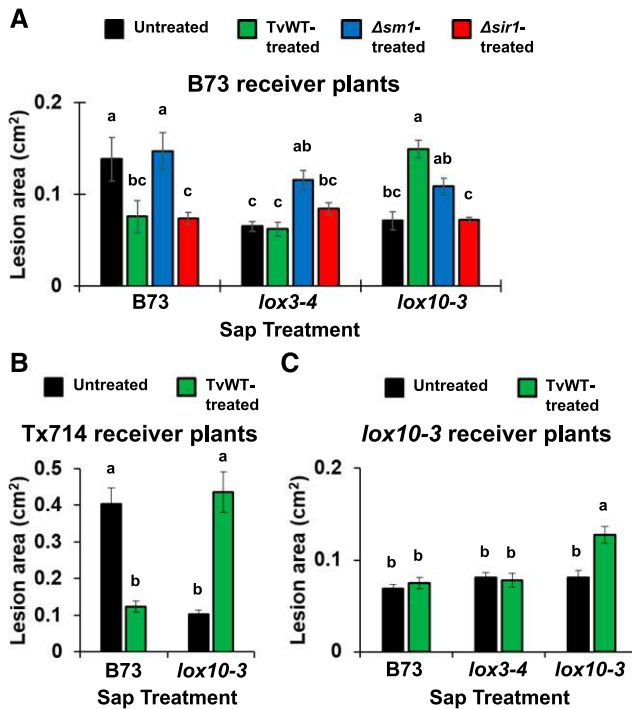 A
Untreated
TvWT-
treated
Δsm1-
treated
Δsir1-
treated
B73 receiver plants
Lesion area (cm²)
0.2
0.1
0
a
bc
a
c
c
c
ab
bc
bc
a
ab
c
B73
lox3-4
lox10-3
Sap Treatment
B
Untreated
TvWT-
treated
Tx714 receiver plants
Lesion area (cm²)
0.5
0.4
0.3
0.2
0.1
0
a
b
b
a
B73
lox10-3
Sap Treatment
C
Untreated
TvWT-
treated
lox10-3 receiver plants
Lesion area (cm²)
0.2
0.1
0
b
b
b
b
b
a
B73
lox3-4
lox10-3
Sap Treatment